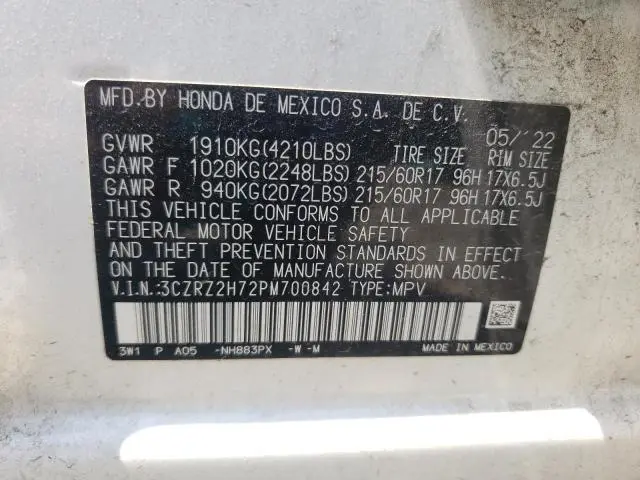 MFD.BY HONDA DE MEXICO S.A. DE C.V.
05/'22
GVWR 1910KG(4210LBS) TIRE SIZE RIM SIZE
GAWR F 1020KG(2248LBS) 215/60R17 96H 17X6.5J
GAWR R 940KG(2072LBS) 215/60R17 96H 17X6.5J
THIS VEHICLE CONFORMS TO ALL APPLICABLE
FEDERAL MOTOR VEHICLE SAFETY
AND THEFT PREVENTION STANDARDS IN EFFECT
ON THE DATE OF MANUFACTURE SHOWN ABOVE.
V.I.N.:3CZRZ2H72PM700842 TYPE:MPV
3W1 P A05 -NH883PX -W -M MADE IN MEXICO